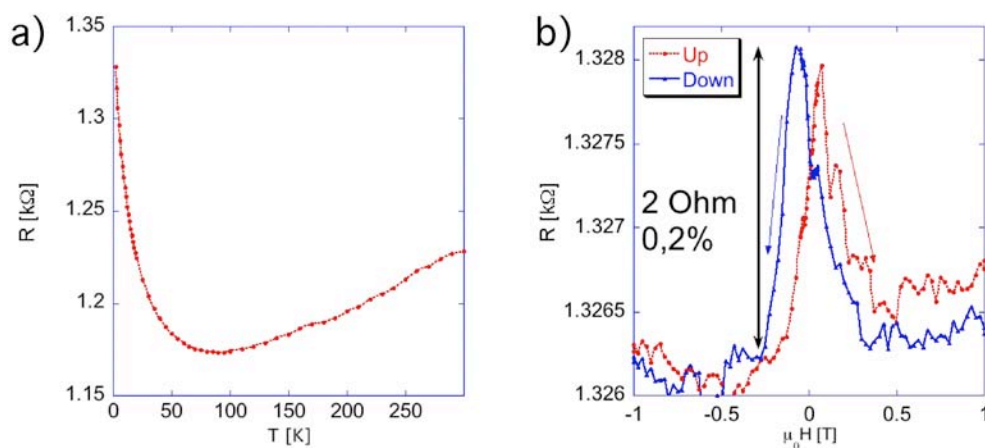 a)
1.35
1.3
1.25
1.2
1.15
R [kΩ]
0
50
100
150
200
250
T [K]
b)
Up
Down
1.328
1.3275
1.327
1.3265
1.326
R [kΩ]
2 Ohm
0,2%
-1
-0.5
0
0.5
1
μ₀H [T]